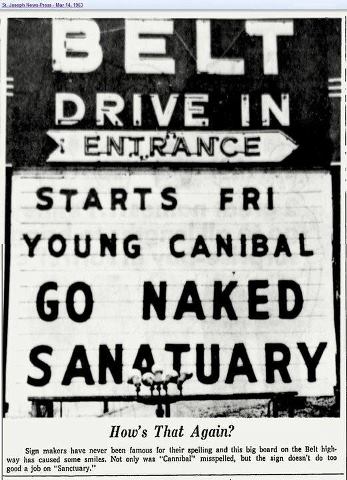 St. Joseph News-Press - Mar 14, 1963
BELT
DRIVE IN
ENTRANCE
STARTS FRI
YOUNG CANIBAL
GO NAKED
SANATUARY
How's That Again?
Sign makers have never been famous for their spelling and this big board on the Belt high-
way has caused some smiles. Not only was "Cannibal" misspelled, but the sign doesn't do too
good a job on "Sanctuary."